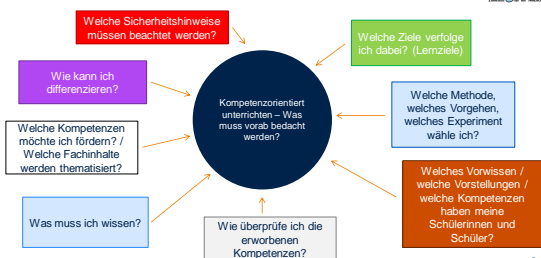 Welche Sicherheitshinweise
müssen beachtet werden?
Welche Ziele verfolge
ich dabei? (Lernziele)
Wie kann ich
differenzieren?
Kompetenzorientiert
unterrichten – Was
muss vorab bedacht
werden?
Welche Methode,
welches Vorgehen,
welches Experiment
wähle ich?
Welche Kompetenzen
möchte ich fördern? /
Welche Fachinhalte
werden thematisiert?
Welches Vorwissen /
welche Vorstellungen /
welche Kompetenzen
haben meine
Schülerinnen und
Schüler?
Was muss ich wissen?
Wie überprüfe ich die
erworbenen
Kompetenzen?